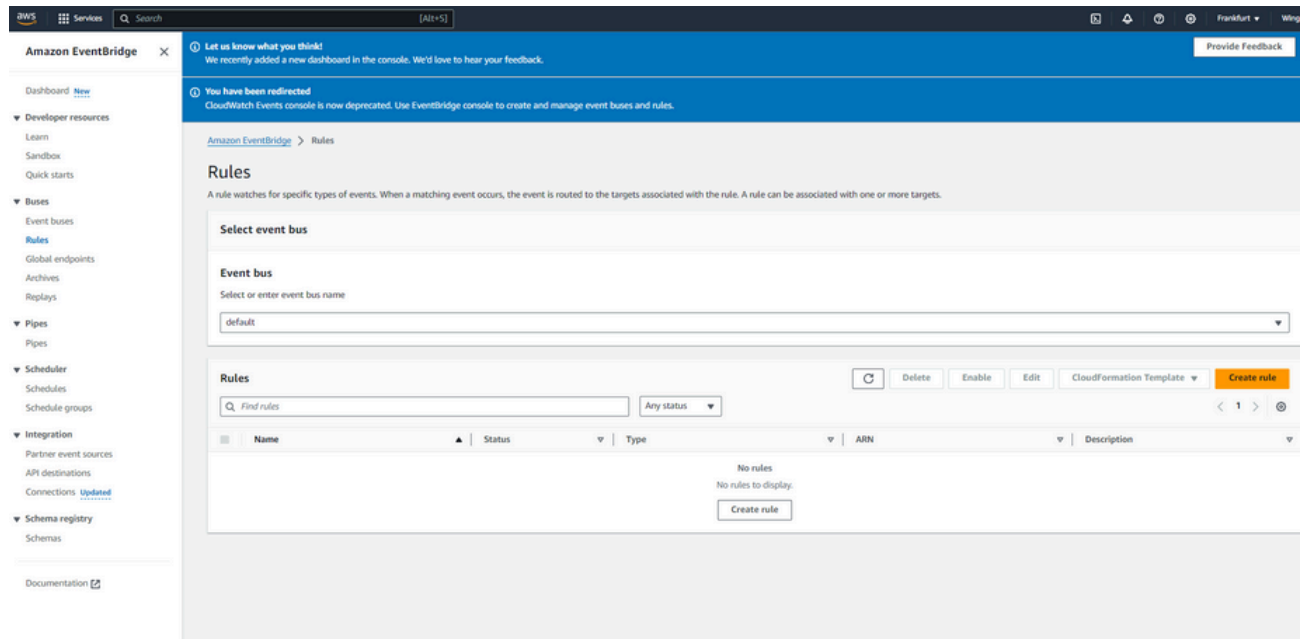 aws Services Search [Alt+S] Frankfurt Wing
Amazon EventBridge
Dashboard New
Developer resources
Learn
Sandbox
Quick starts
Buses
Event buses
Rules
Global endpoints
Archives
Replays
Pipes
Pipes
Scheduler
Schedules
Schedule groups
Integration
Partner event sources
API destinations
Connections Updated
Schema registry
Schemas
Documentation
Let us know what you think!
We recently added a new dashboard in the console. We'd love to hear your feedback.
Provide Feedback
You have been redirected
CloudWatch Events console is now deprecated. Use EventBridge console to create and manage event buses and rules.
Amazon EventBridge > Rules
Rules
A rule watches for specific types of events. When a matching event occurs, the event is routed to the targets associated with the rule. A rule can be associated with one or more targets.
Select event bus
Event bus
Select or enter event bus name
default
Rules Delete Enable Edit CloudFormation Template Create rule
Find rules Any status 1
Name Status Type ARN Description
No rules
No rules to display.
Create rule